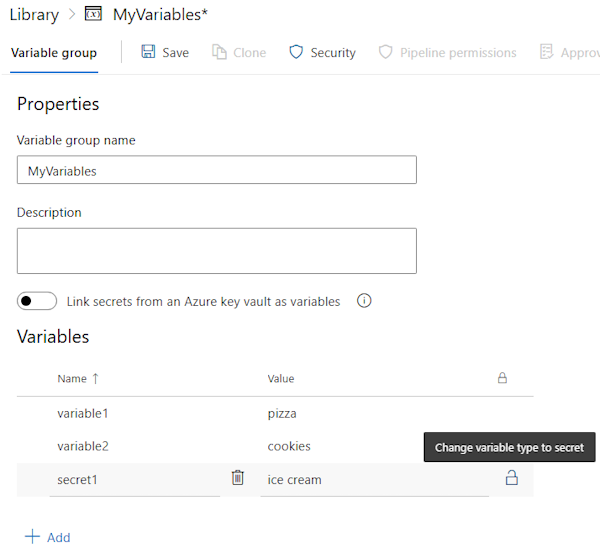 Library > MyVariables*
Variable group Save Clone Security Pipeline permissions Approv
Properties
Variable group name
MyVariables
Description
Link secrets from an Azure key vault as variables
Variables
Name ↑ Value
variable1 pizza
variable2 cookies
Change variable type to secret
secret1 ice cream
+ Add